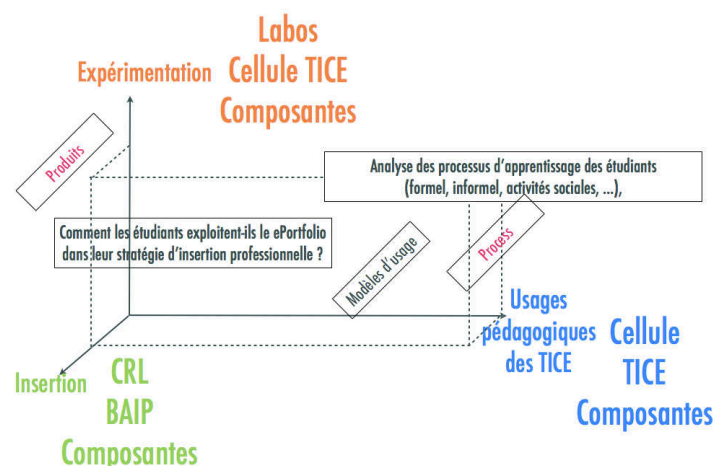 Labos
Expérimentation
Cellule TICE
Composantes
Produits
Analyse des processus d'apprentissage des étudiants
(formel, informel, activités sociales, ...),
Comment les étudiants exploitent-ils le ePortfolio
dans leur stratégie d'insertion professionnelle ?
Modèles d'usage
Process
Usages
pédagogiques
des TICE
Cellule
TICE
Composantes
Insertion
CRL
BAIP
Composantes